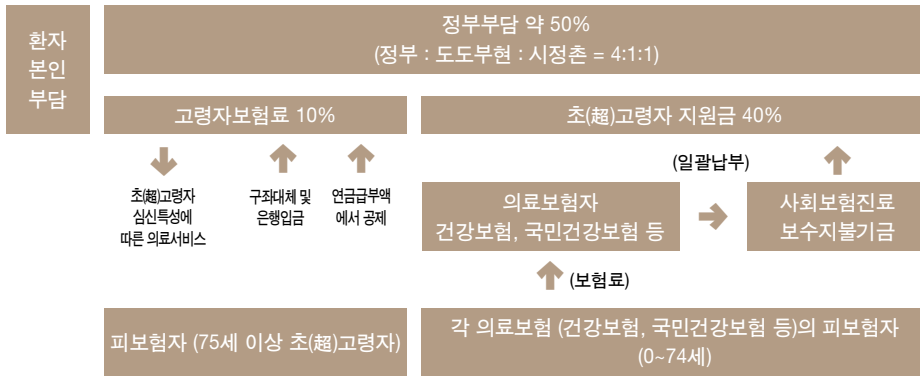 환자
본인
부담
정부부담 약 50%
(정부 : 도도부현 : 시정촌 = 4:1:1)
고령자보험료 10%
초(超)고령자 지원금 40%
(일괄납부)
초(超)고령자
심신특성에
따른 의료서비스
구좌대체 및
은행입금
연금급부액
에서 공제
의료보험자
건강보험, 국민건강보험 등
사회보험진료
보수지불기금
(보험료)
피보험자 (75세 이상 초(超)고령자)
각 의료보험 (건강보험, 국민건강보험 등)의 피보험자
(0~74세)